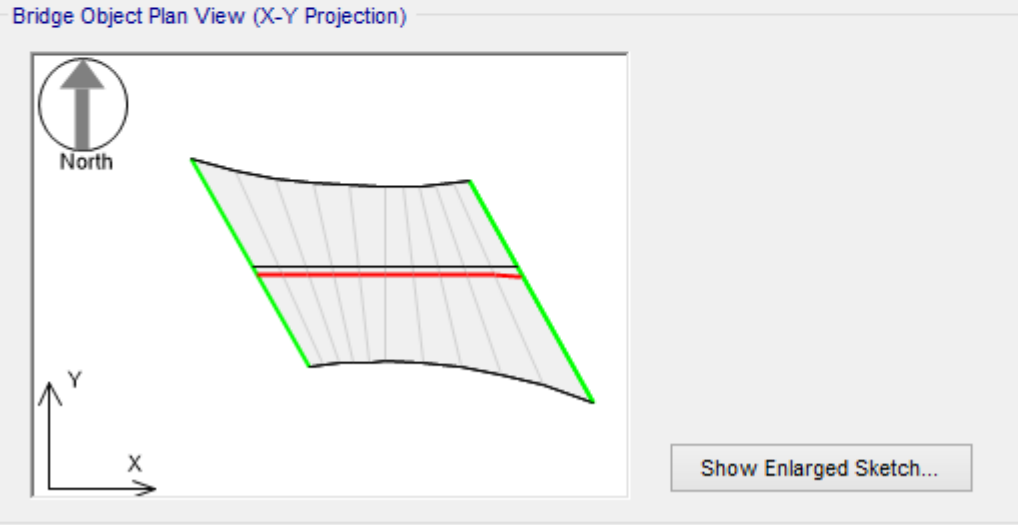 Bridge Object Plan View (X-Y Projection)
North
Y
X
Show Enlarged Sketch...